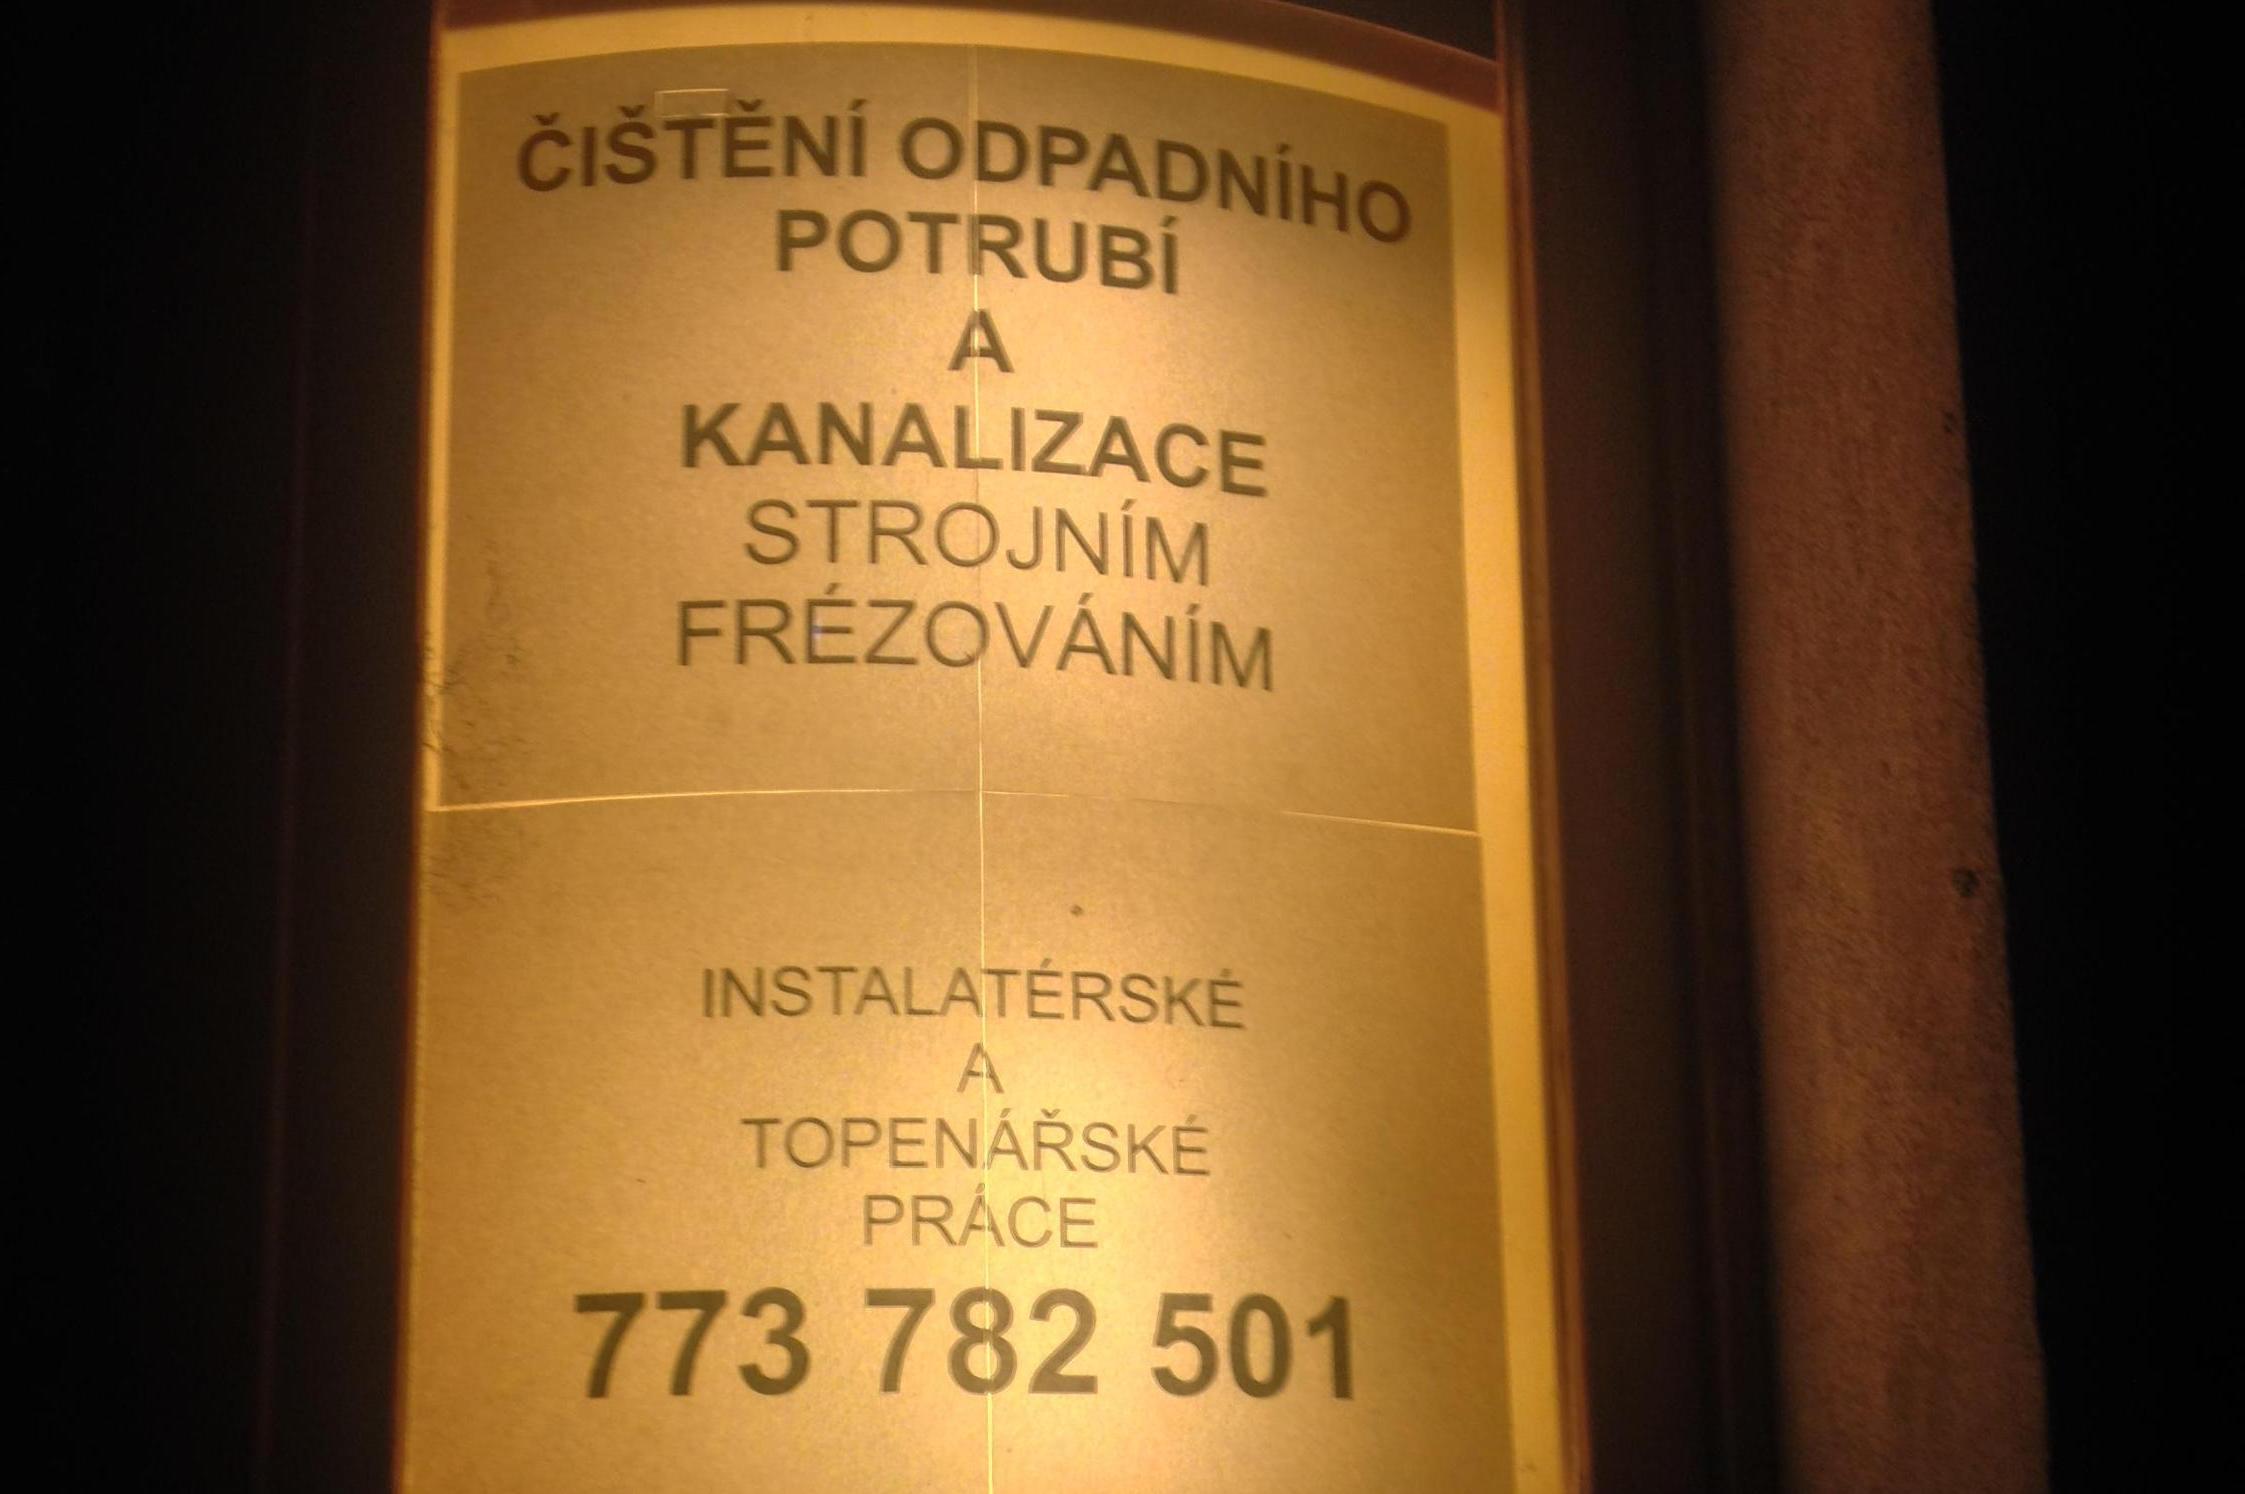 ČIŠTĚNÍ ODPADNÍHO
POTRUBÍ
A
KANALIZACE
STROJNÍM
FRÉZOVÁNÍM
INSTALATÉRSKÉ
A
TOPENÁŘSKÉ
PRÁCE
773 782 501